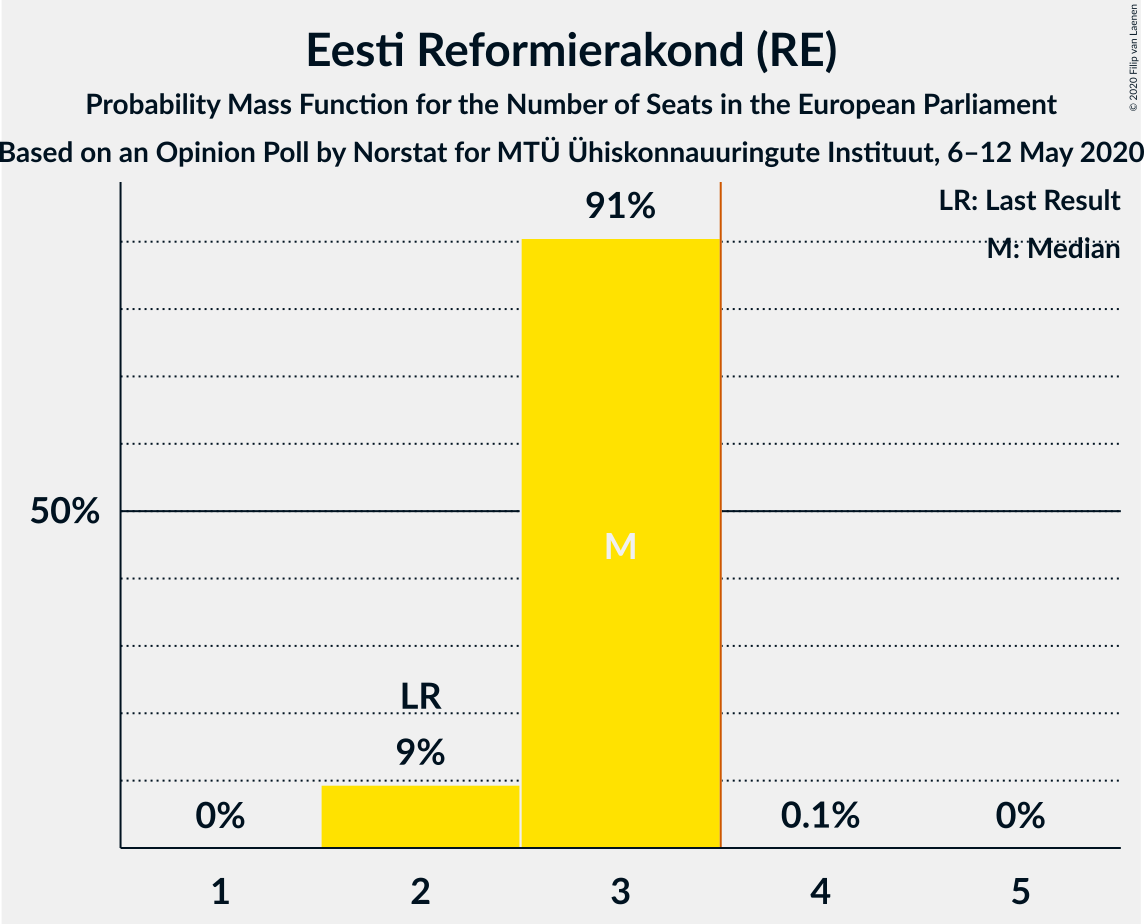 Eesti Reformierakond (RE)
Probability Mass Function for the Number of Seats in the European Parliament
Based on an Opinion Poll by Norstat for MTÜ Ühiskonnauuringute Instituut, 6–12 May 2020
© 2020 Filip van Laenen
LR: Last Result
M: Median
91%
50%
M
LR
9%
0%
0.1%
0%
1 2 3 4 5